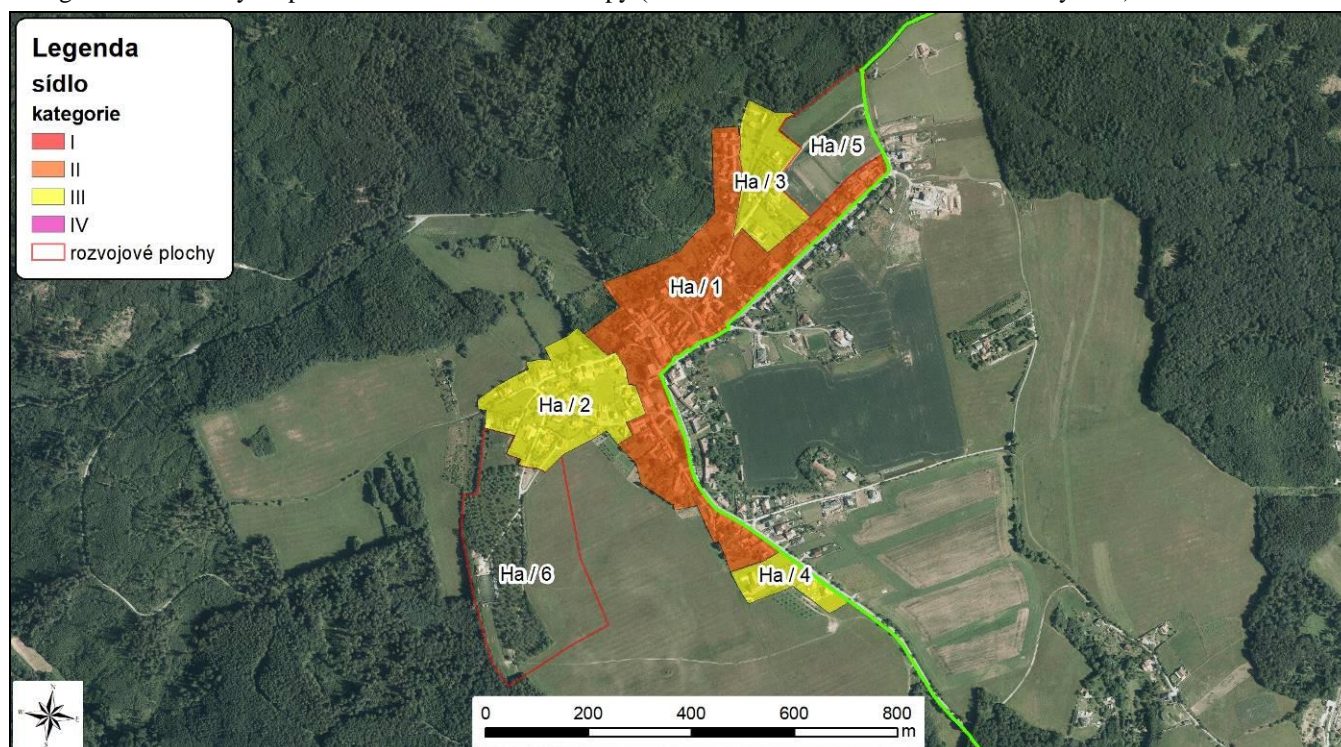 Legenda
sídlo
kategorie
I
II
III
IV
rozvojové plochy
Ha / 5
Ha / 3
Ha / 1
Ha / 2
Ha / 6
Ha / 4
0 200 400 600 800
m